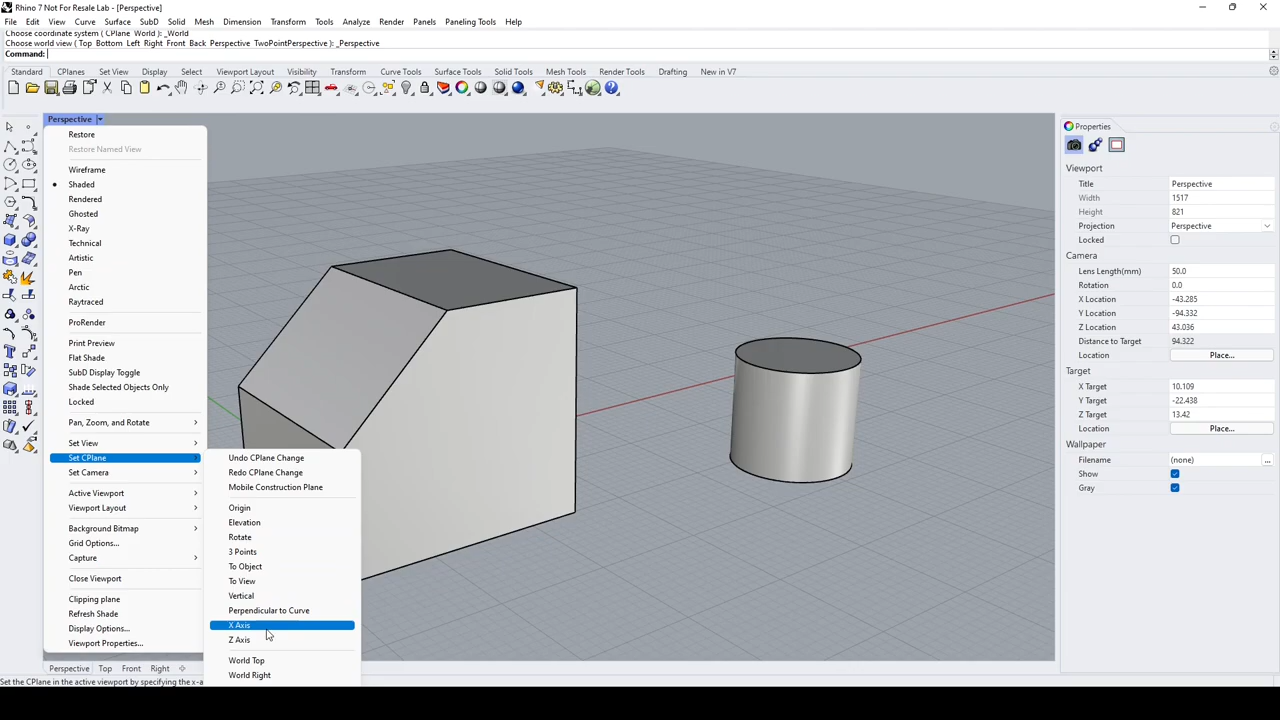 Rhino 7 Not For Resale Lab - [Perspective]
File Edit View Curve Surface SubD Solid Mesh Dimension Transform Tools Analyze Render Panels Paneling Tools Help
Choose coordinate system ( CPlane World ): _World
Choose world view ( Top Bottom Left Right Front Back Perspective TwoPointPerspective ): _Perspective
Command:
Standard CPlanes Set View Display Select Viewport Layout Visibility Transform Curve Tools Surface Tools Solid Tools Mesh Tools Render Tools Drafting New in V7
Perspective
Restore
Restore Named View
Wireframe
Shaded
Rendered
Ghosted
X-Ray
Technical
Artistic
Pen
Arctic
Raytraced
ProRender
Print Preview
Flat Shade
SubD Display Toggle
Shade Selected Objects Only
Locked
Pan, Zoom, and Rotate
Set View
Set CPlane
Set Camera
Active Viewport
Viewport Layout
Background Bitmap
Grid Options...
Capture
Close Viewport
Clipping plane
Refresh Shade
Display Options...
Viewport Properties...
Undo CPlane Change
Redo CPlane Change
Mobile Construction Plane
Origin
Elevation
Rotate
3 Points
To Object
To View
Vertical
Perpendicular to Curve
X Axis
Z Axis
World Top
World Right
Properties
Viewport
Title Perspective
Width 1517
Height 821
Projection Perspective
Locked
Camera
Lens Length(mm) 50.0
Rotation 0.0
X Location -43.285
Y Location -94.332
Z Location 43.036
Distance to Target 94.322
Location Place...
Target
X Target 10.109
Y Target -22.438
Z Target 13.42
Location Place...
Wallpaper
Filename (none) ...
Show
Gray
Perspective Top Front Right
Set the CPlane in the active viewport by specifying the x-a